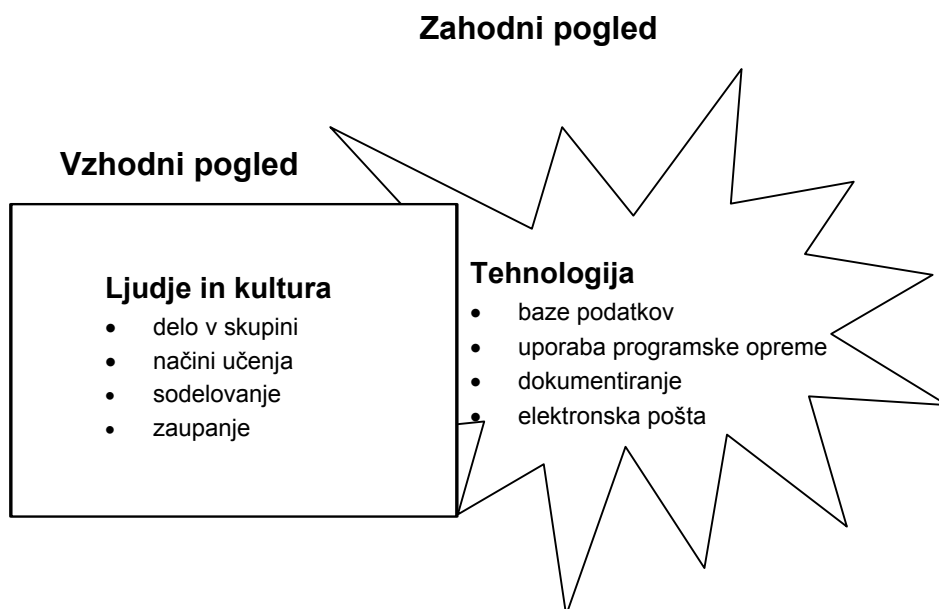 Zahodni pogled
Vzhodni pogled
Ljudje in kultura
• delo v skupini
• načini učenja
• sodelovanje
• zaupanje
Tehnologija
• baze podatkov
• uporaba programske opreme
• dokumentiranje
• elektronska pošta